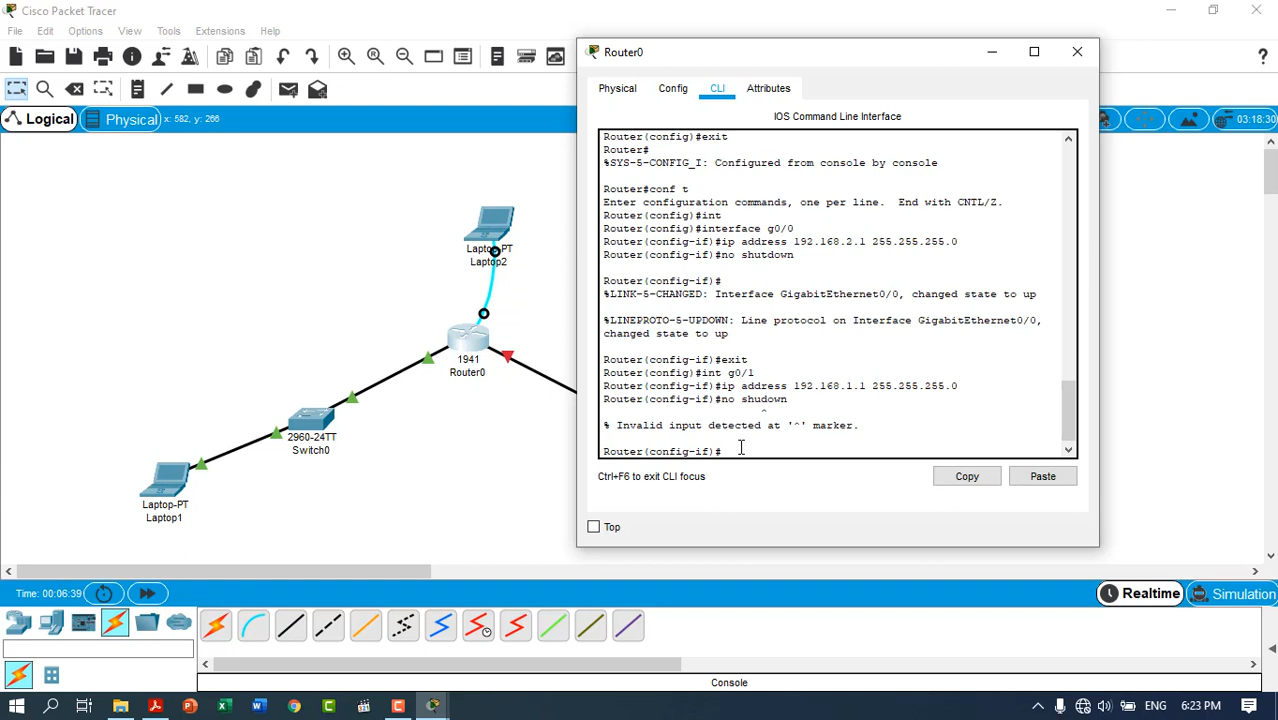 Cisco Packet Tracer
File Edit Options View Tools Extensions Help
Logical Physical x: 582, y: 266
03:18:30
Laptop-PT
Laptop2
1941
Router0
2960-24TT
Switch0
Laptop-PT
Laptop1
Router0
Physical Config CLI Attributes
IOS Command Line Interface
Router(config)#exit
Router#
%SYS-5-CONFIG_I: Configured from console by console
Router#conf t
Enter configuration commands, one per line. End with CNTL/Z.
Router(config)#int
Router(config)#interface g0/0
Router(config-if)#ip address 192.168.2.1 255.255.255.0
Router(config-if)#no shutdown
Router(config-if)#
%LINK-5-CHANGED: Interface GigabitEthernet0/0, changed state to up
%LINEPROTO-5-UPDOWN: Line protocol on Interface GigabitEthernet0/0,
changed state to up
Router(config-if)#exit
Router(config)#int g0/1
Router(config-if)#ip address 192.168.1.1 255.255.255.0
Router(config-if)#no shudown
^
% Invalid input detected at '^' marker.
Router(config-if)#
Ctrl+F6 to exit CLI focus
Copy Paste
Top
Time: 00:06:39
Realtime Simulation
Console
ENG 6:23 PM